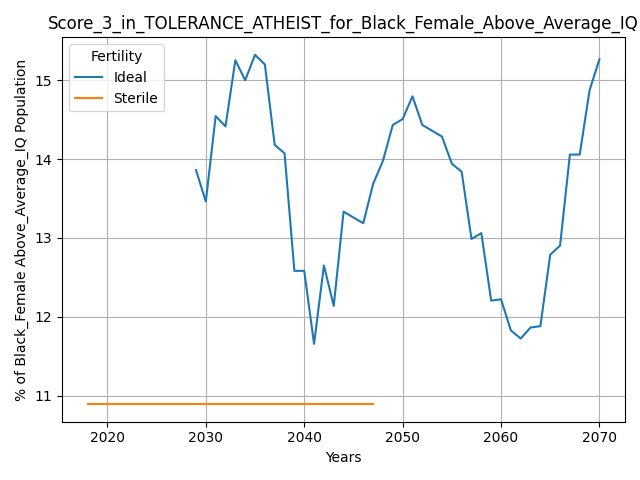 Score_3_in_TOLERANCE_ATHEIST_for_Black_Female_Above_Average_IQ
Fertility
Ideal
Sterile
% of Black_Female Above_Average_IQ Population
15
14
13
12
11
2020
2030
2040
2050
2060
2070
Years